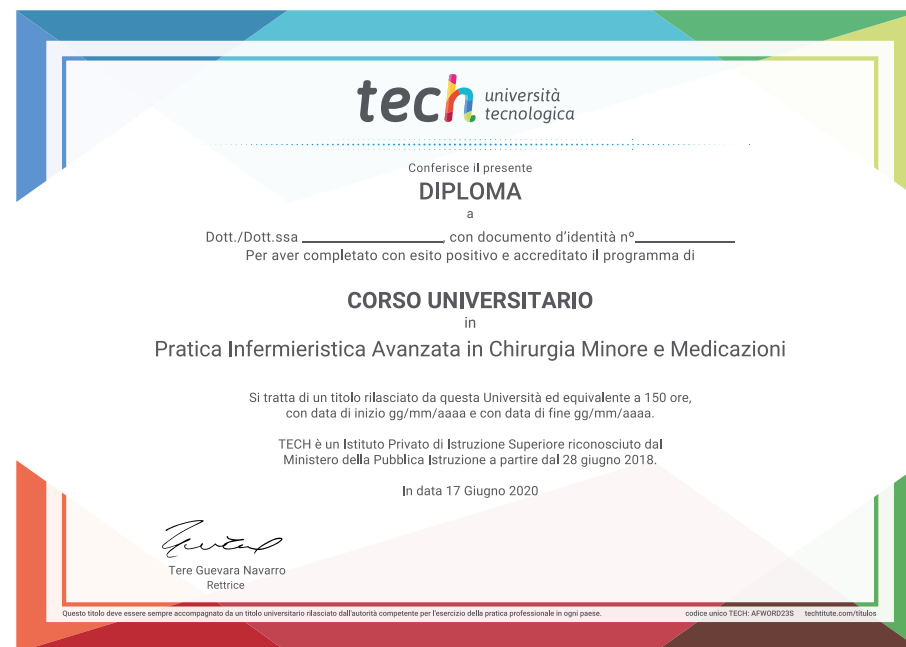 tech università
tecnologica
Conferisce il presente
DIPLOMA
a
Dott./Dott.ssa ____________________, con documento d'identità nº______________
Per aver completato con esito positivo e accreditato il programma di
CORSO UNIVERSITARIO
in
Pratica Infermieristica Avanzata in Chirurgia Minore e Medicazioni
Si tratta di un titolo rilasciato da questa Università ed equivalente a 150 ore,
con data di inizio gg/mm/aaaa e con data di fine gg/mm/aaaa.
TECH è un Istituto Privato di Istruzione Superiore riconosciuto dal
Ministero della Pubblica Istruzione a partire dal 28 giugno 2018.
In data 17 Giugno 2020
Tere Guevara Navarro
Rettrice
Questo titolo deve essere sempre accompagnato da un titolo universitario rilasciato dall'autorità competente per l'esercizio della pratica professionale in ogni paese. codice unico TECH: AFWORD23S techtitute.com/titulos